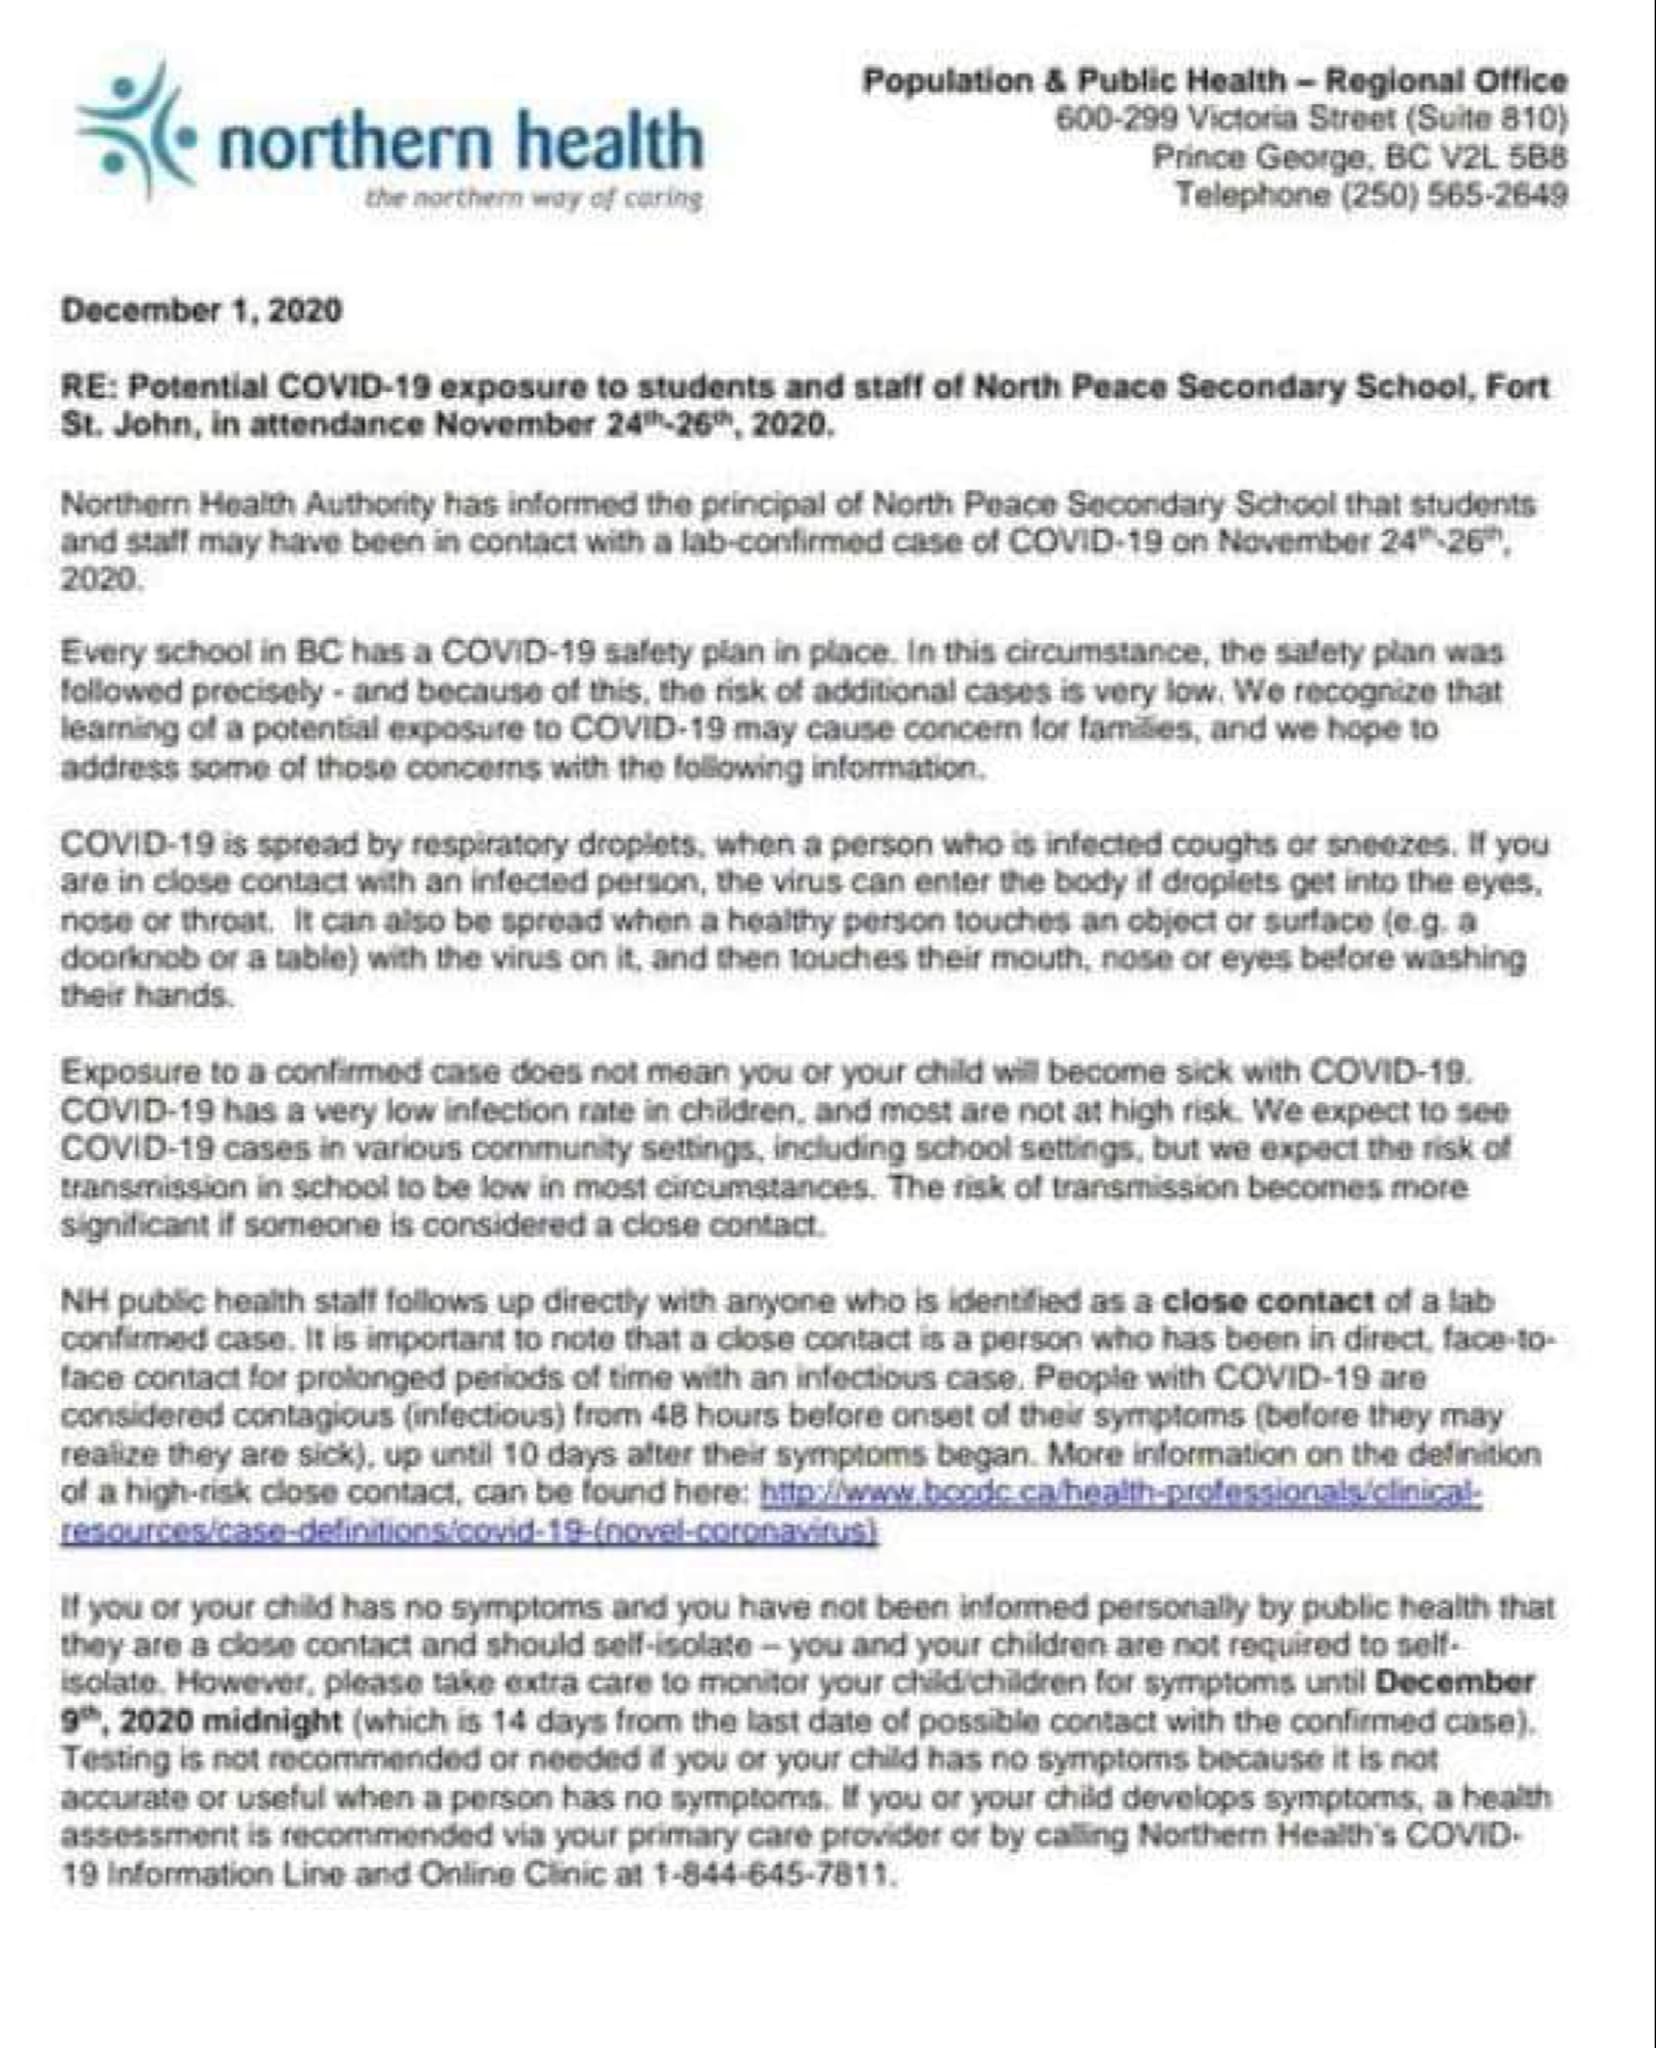 northern health
the northern way of caring
Population & Public Health – Regional Office
600-299 Victoria Street (Suite 810)
Prince George, BC V2L 5B8
Telephone (250) 565-2649
December 1, 2020
RE: Potential COVID-19 exposure to students and staff of North Peace Secondary School, Fort
St. John, in attendance November 24th-26th, 2020.
Northern Health Authority has informed the principal of North Peace Secondary School that students
and staff may have been in contact with a lab-confirmed case of COVID-19 on November 24th-26th,
2020.
Every school in BC has a COVID-19 safety plan in place. In this circumstance, the safety plan was
followed precisely - and because of this, the risk of additional cases is very low. We recognize that
learning of a potential exposure to COVID-19 may cause concern for families, and we hope to
address some of those concerns with the following information.
COVID-19 is spread by respiratory droplets, when a person who is infected coughs or sneezes. If you
are in close contact with an infected person, the virus can enter the body if droplets get into the eyes,
nose or throat. It can also be spread when a healthy person touches an object or surface (e.g. a
doorknob or a table) with the virus on it, and then touches their mouth, nose or eyes before washing
their hands.
Exposure to a confirmed case does not mean you or your child will become sick with COVID-19.
COVID-19 has a very low infection rate in children, and most are not at high risk. We expect to see
COVID-19 cases in various community settings, including school settings, but we expect the risk of
transmission in school to be low in most circumstances. The risk of transmission becomes more
significant if someone is considered a close contact.
NH public health staff follows up directly with anyone who is identified as a close contact of a lab
confirmed case. It is important to note that a close contact is a person who has been in direct, face-to-
face contact for prolonged periods of time with an infectious case. People with COVID-19 are
considered contagious (infectious) from 48 hours before onset of their symptoms (before they may
realize they are sick), up until 10 days after their symptoms began. More information on the definition
of a high-risk close contact, can be found here: http://www.bccdc.ca/health-professionals/clinical-
resources/case-definitions/covid-19-(novel-coronavirus)
If you or your child has no symptoms and you have not been informed personally by public health that
they are a close contact and should self-isolate – you and your children are not required to self-
isolate. However, please take extra care to monitor your child/children for symptoms until December
9th, 2020 midnight (which is 14 days from the last date of possible contact with the confirmed case).
Testing is not recommended or needed if you or your child has no symptoms because it is not
accurate or useful when a person has no symptoms. If you or your child develops symptoms, a health
assessment is recommended via your primary care provider or by calling Northern Health's COVID-
19 Information Line and Online Clinic at 1-844-645-7811.